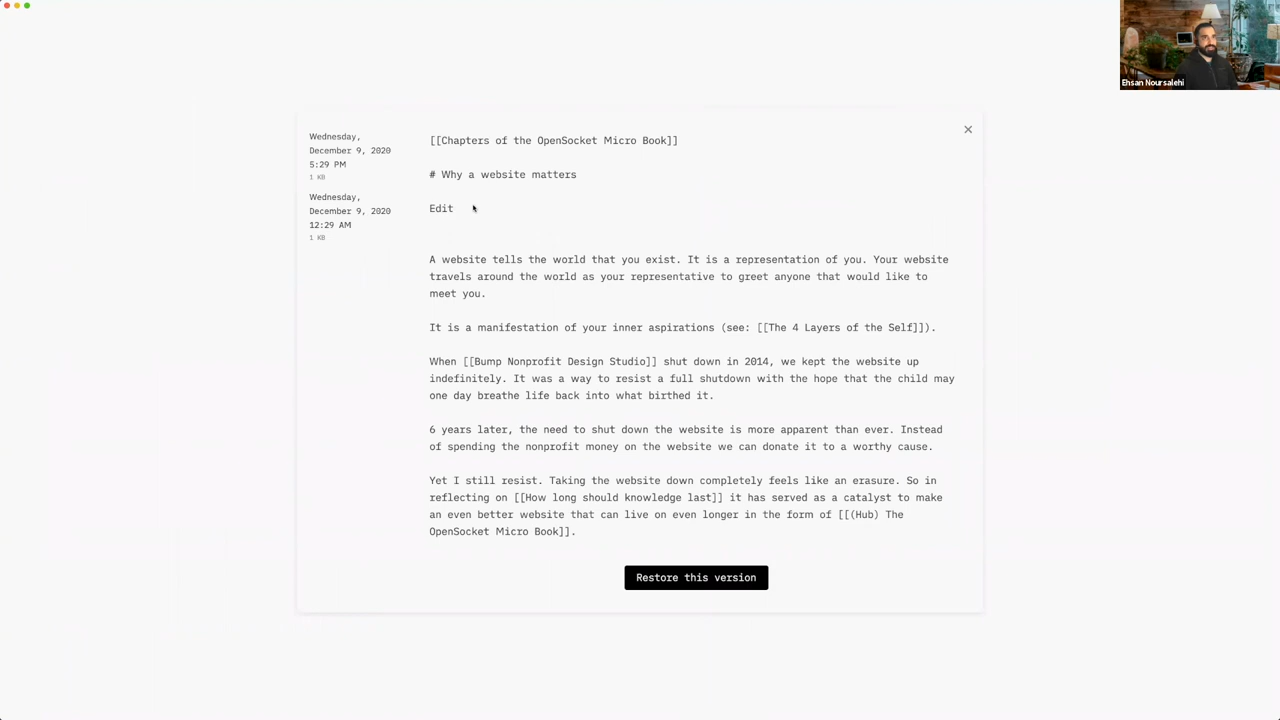 Ehsan Noursalehi
Wednesday,
December 9, 2020
5:29 PM
1 KB
Wednesday,
December 9, 2020
12:29 AM
1 KB
[[Chapters of the OpenSocket Micro Book]]
# Why a website matters
Edit
A website tells the world that you exist. It is a representation of you. Your website
travels around the world as your representative to greet anyone that would like to
meet you.
It is a manifestation of your inner aspirations (see: [[The 4 Layers of the Self]]).
When [[Bump Nonprofit Design Studio]] shut down in 2014, we kept the website up
indefinitely. It was a way to resist a full shutdown with the hope that the child may
one day breathe life back into what birthed it.
6 years later, the need to shut down the website is more apparent than ever. Instead
of spending the nonprofit money on the website we can donate it to a worthy cause.
Yet I still resist. Taking the website down completely feels like an erasure. So in
reflecting on [[How long should knowledge last]] it has served as a catalyst to make
an even better website that can live on even longer in the form of [[(Hub) The
OpenSocket Micro Book]].
Restore this version